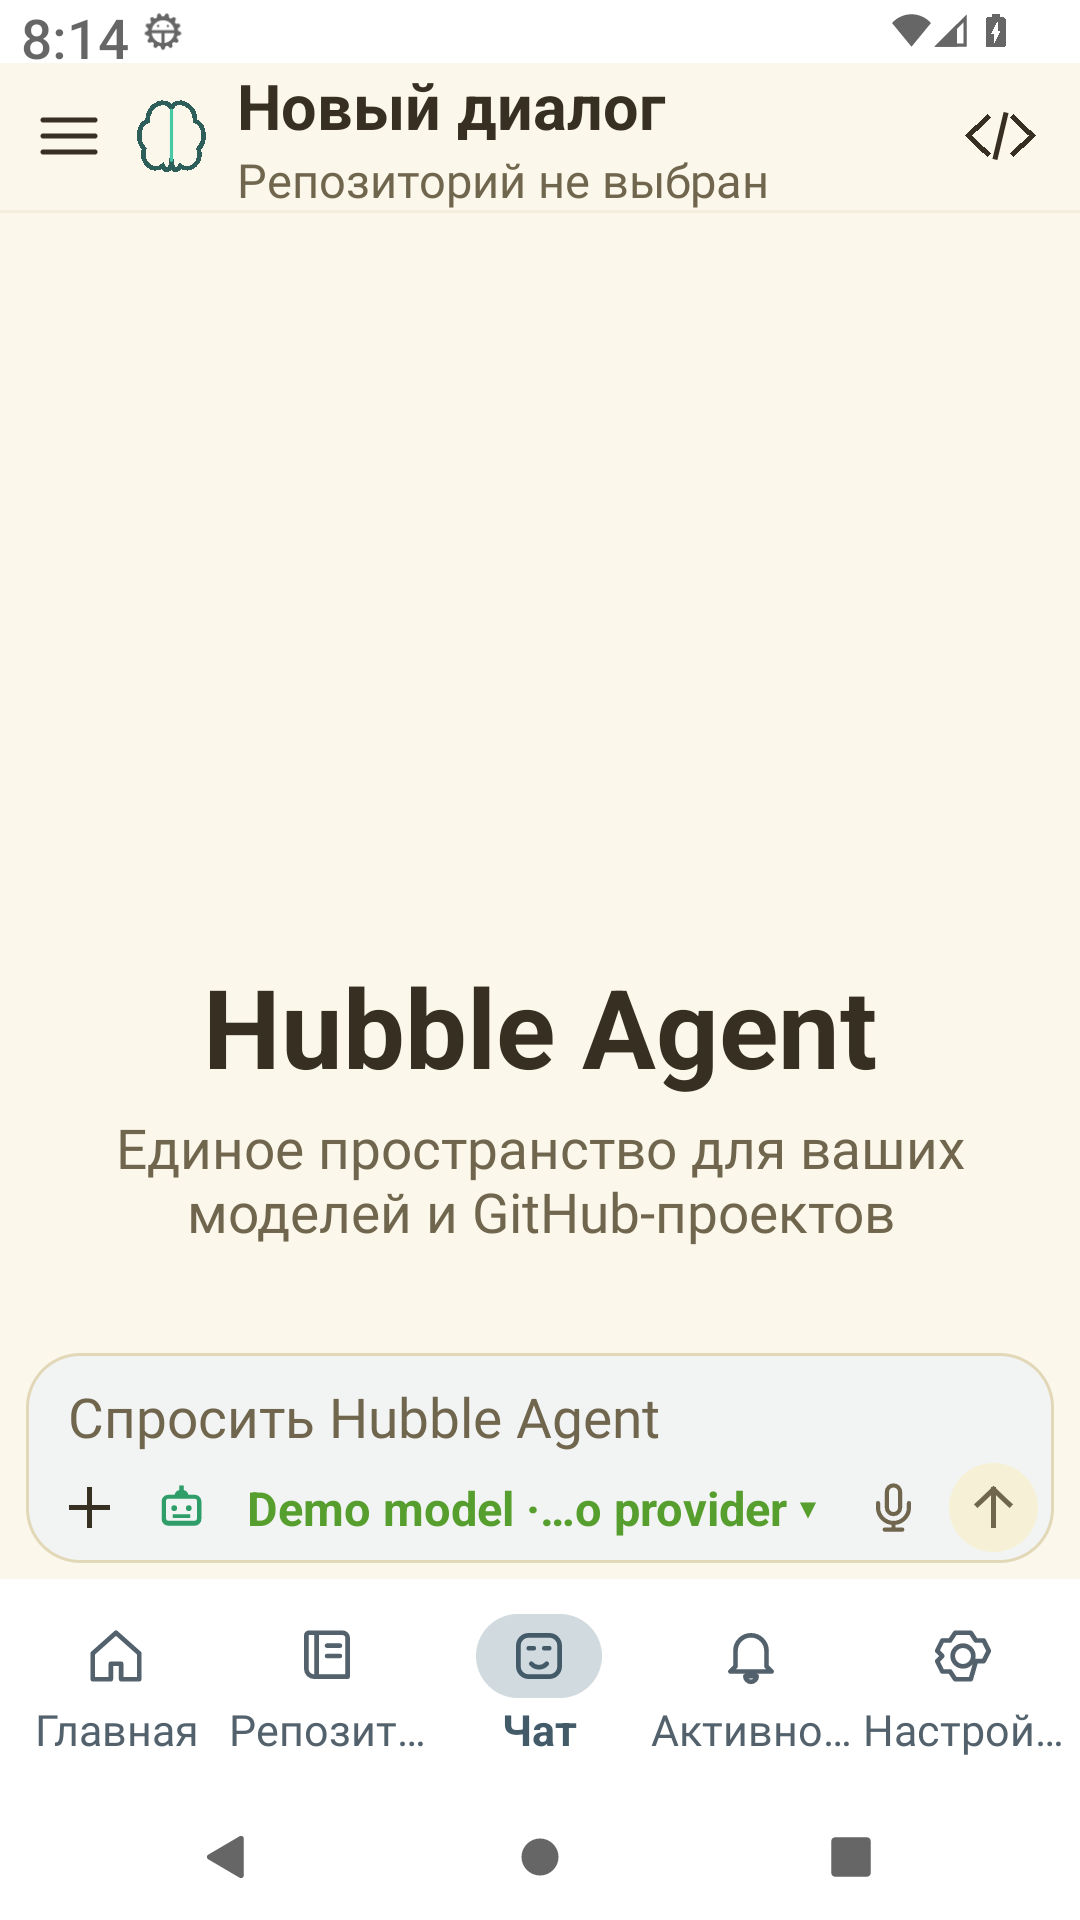 8:14
Новый диалог
Репозиторий не выбран
Hubble Agent
Единое пространство для ваших
моделей и GitHub-проектов
Спросить Hubble Agent
Demo model ·…o provider ▾
Главная
Репозит…
Чат
Активно…
Настрой…